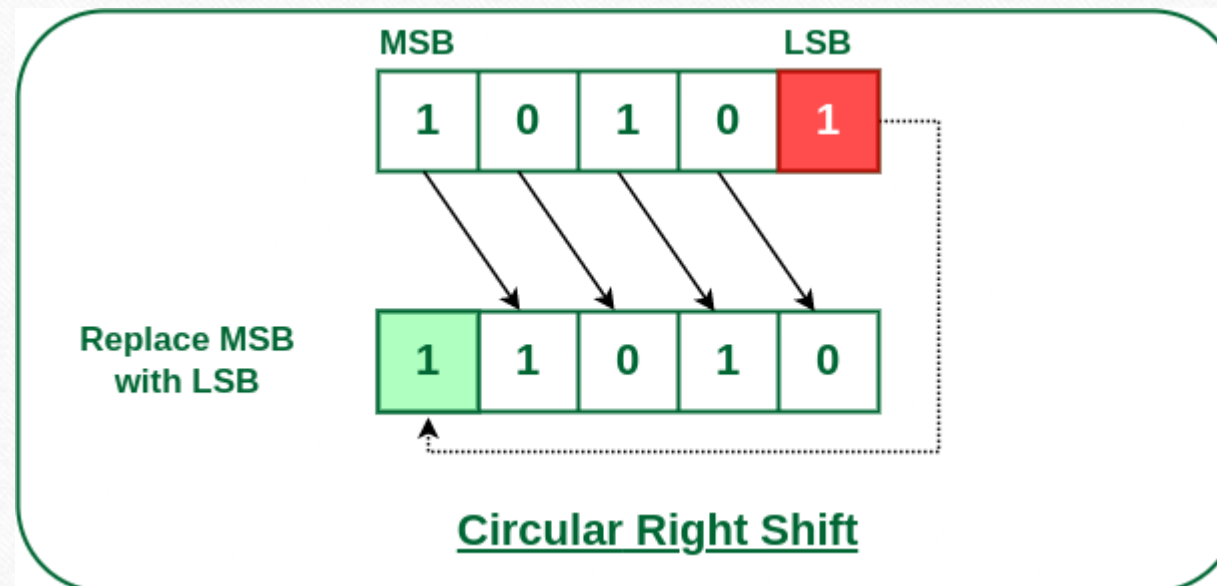 MSB LSB
1 0 1 0 1
Replace MSB
with LSB
1 1 0 1 0
Circular Right Shift